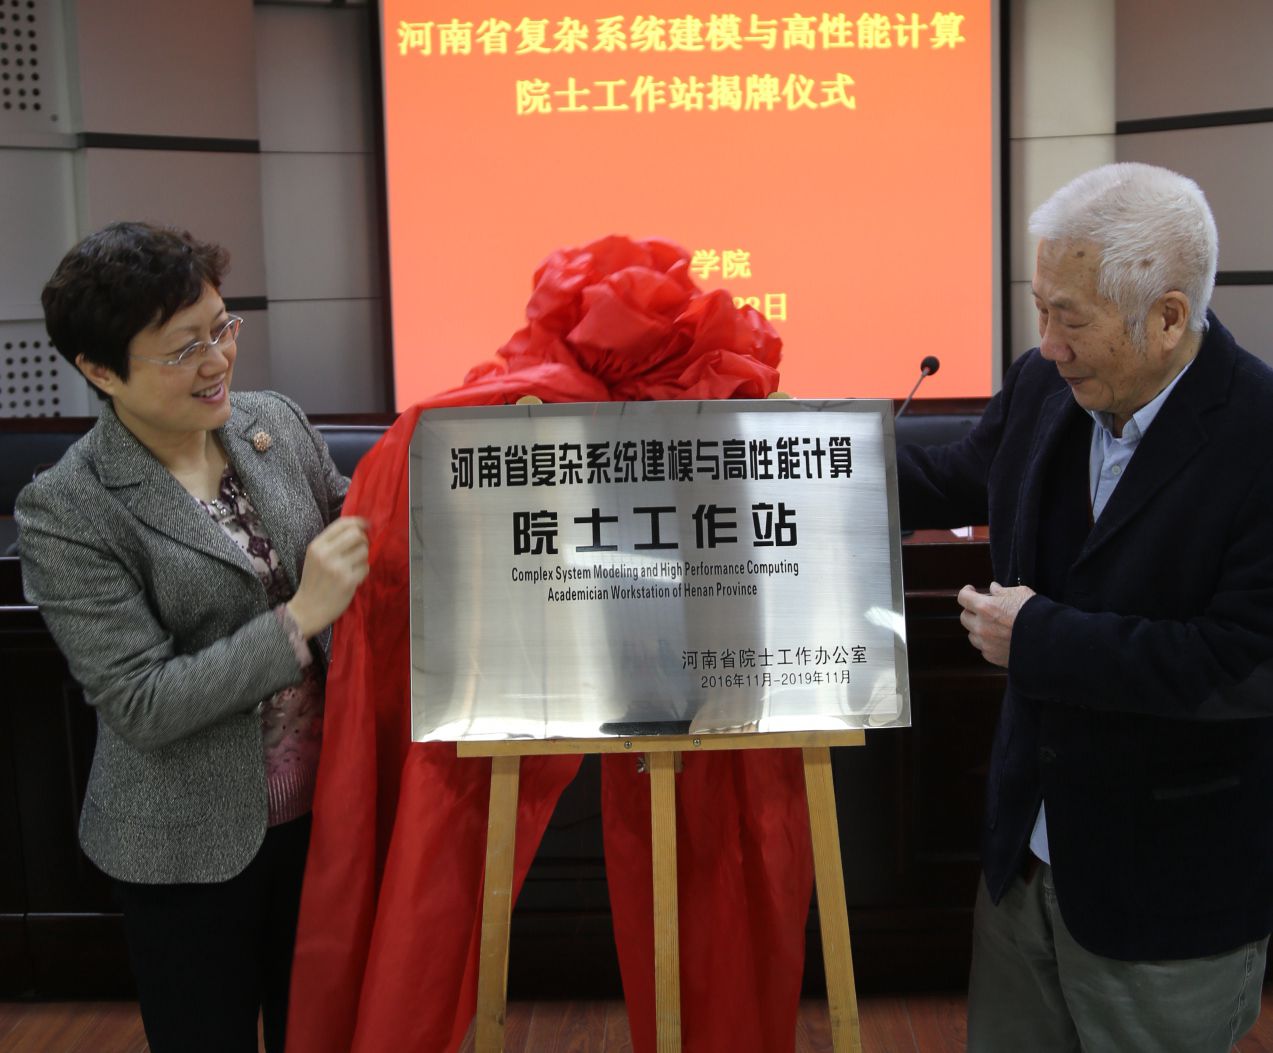 河南省复杂系统建模与高性能计算
院士工作站揭牌仪式
学院
日
河南省复杂系统建模与高性能计算
院士工作站
Complex System Modeling and High Performance Computing
Academician Workstation of Henan Province
河南省院士工作办公室
2016年11月-2019年11月